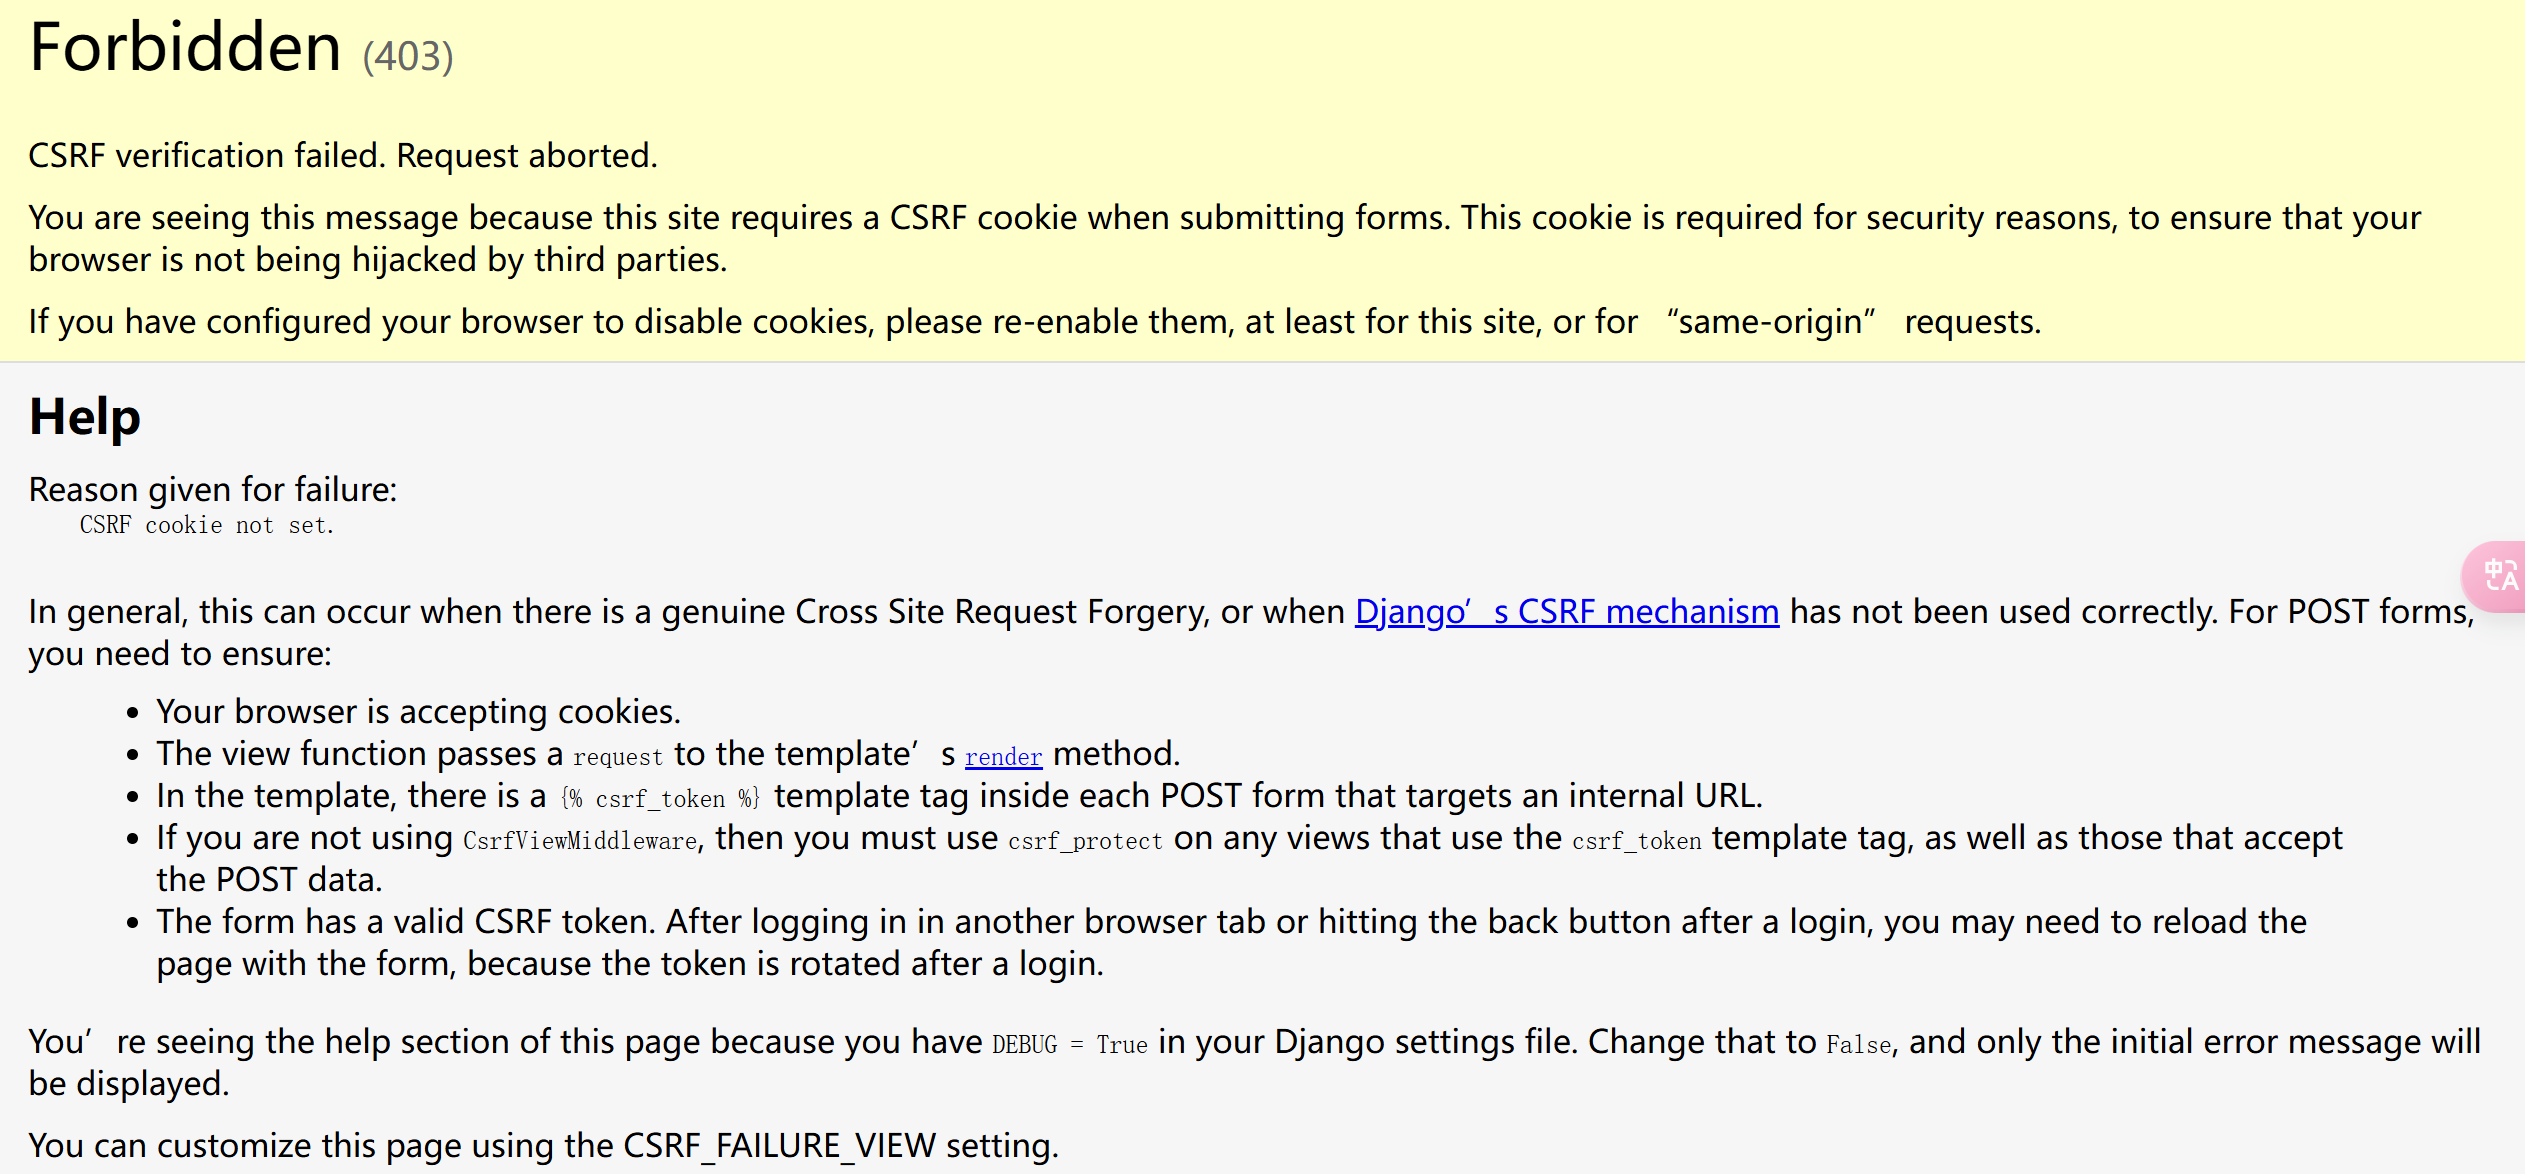 Forbidden (403)
CSRF verification failed. Request aborted.
You are seeing this message because this site requires a CSRF cookie when submitting forms. This cookie is required for security reasons, to ensure that your
browser is not being hijacked by third parties.
If you have configured your browser to disable cookies, please re-enable them, at least for this site, or for “same-origin” requests.
Help
Reason given for failure:
CSRF cookie not set.
In general, this can occur when there is a genuine Cross Site Request Forgery, or when Django’s CSRF mechanism has not been used correctly. For POST forms,
you need to ensure:
• Your browser is accepting cookies.
• The view function passes a request to the template’s render method.
• In the template, there is a {% csrf_token %} template tag inside each POST form that targets an internal URL.
• If you are not using CsrfViewMiddleware, then you must use csrf_protect on any views that use the csrf_token template tag, as well as those that accept
the POST data.
• The form has a valid CSRF token. After logging in in another browser tab or hitting the back button after a login, you may need to reload the
page with the form, because the token is rotated after a login.
You’re seeing the help section of this page because you have DEBUG = True in your Django settings file. Change that to False, and only the initial error message will
be displayed.
You can customize this page using the CSRF_FAILURE_VIEW setting.
中A